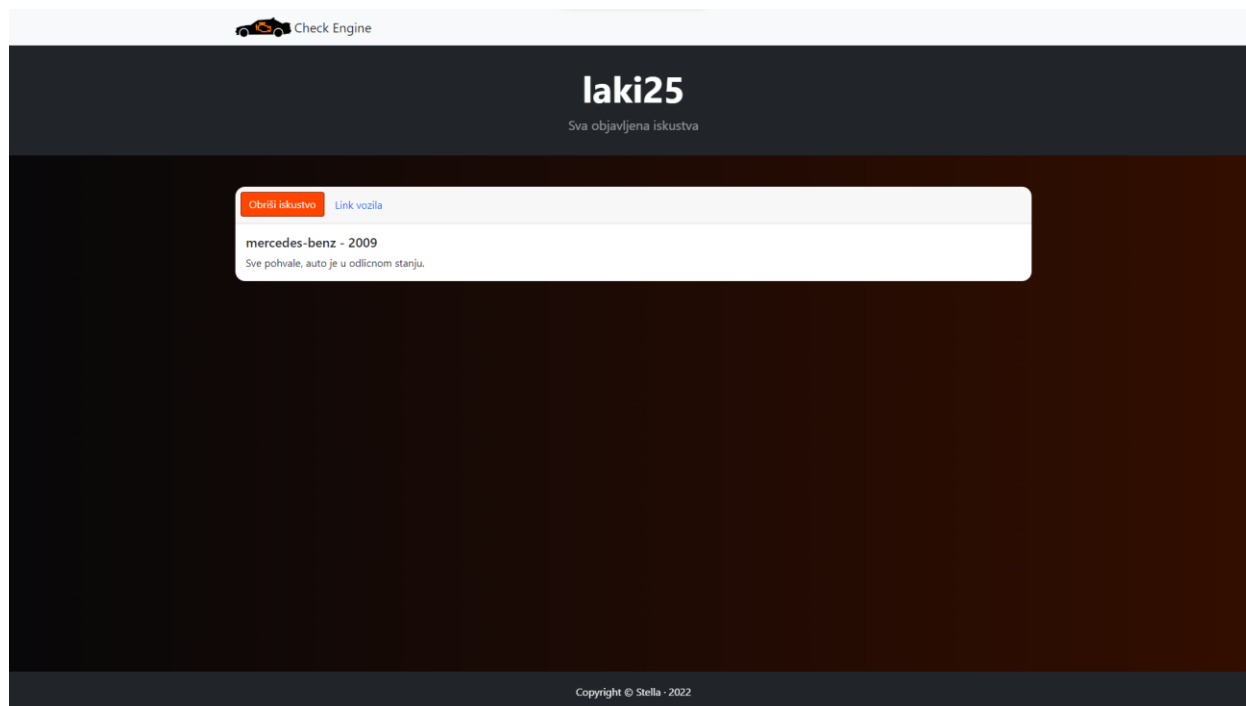 Check Engine
laki25
Sva objavljena iskustva
Obriši iskustvo Link vozila
mercedes-benz - 2009
Sve pohvale, auto je u odlicnom stanju.
Copyright © Stella · 2022